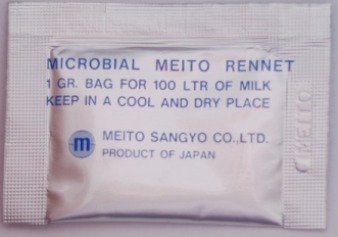 MICROBIAL MEITO RENNET
1 GR. BAG FOR 100 LTR OF MILK
KEEP IN A COOL AND DRY PLACE
m
MEITO SANGYO CO.,LTD.
PRODUCT OF JAPAN
MEITO